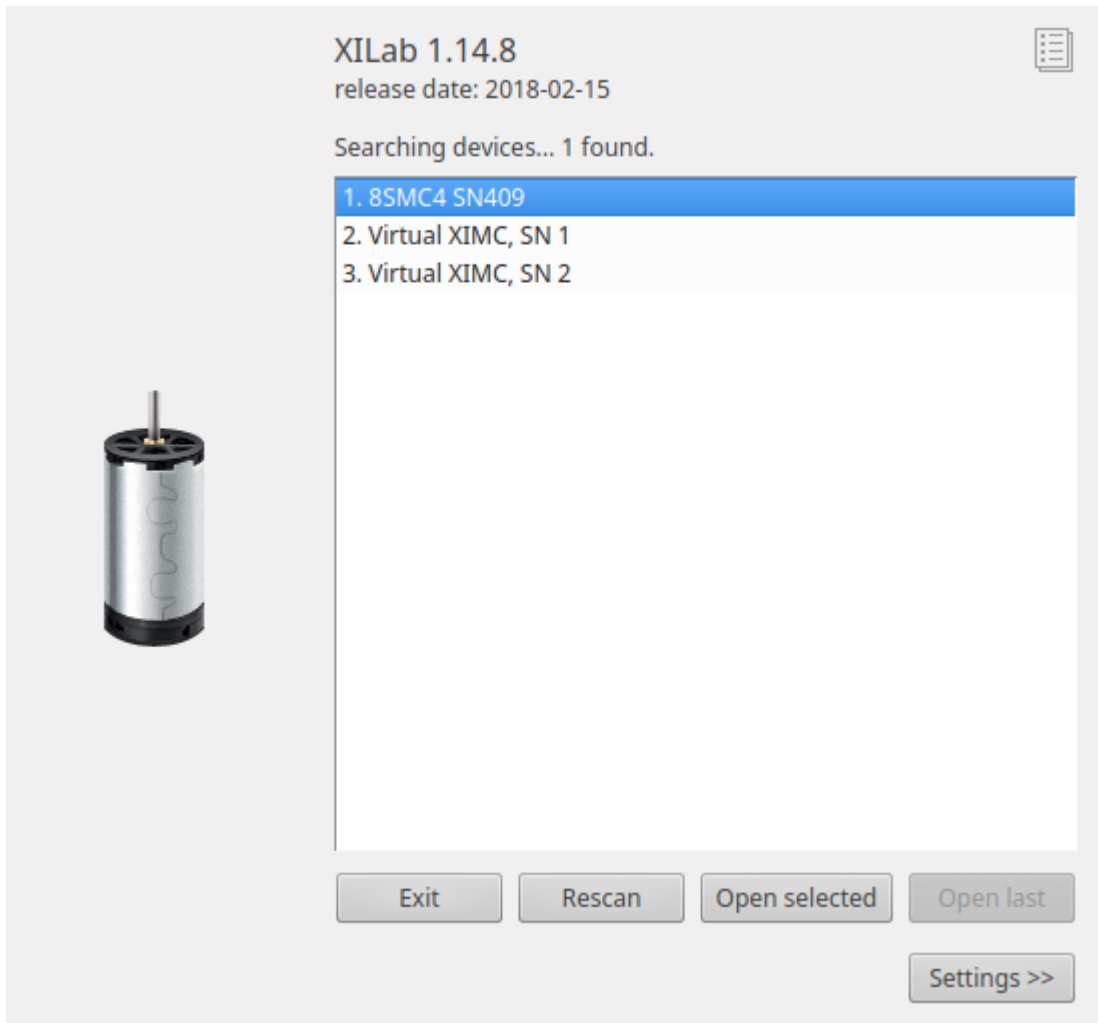 XILab 1.14.8
release date: 2018-02-15
Searching devices... 1 found.
1. 8SMC4 SN409
2. Virtual XIMC, SN 1
3. Virtual XIMC, SN 2
Exit Rescan Open selected Open last
Settings >>